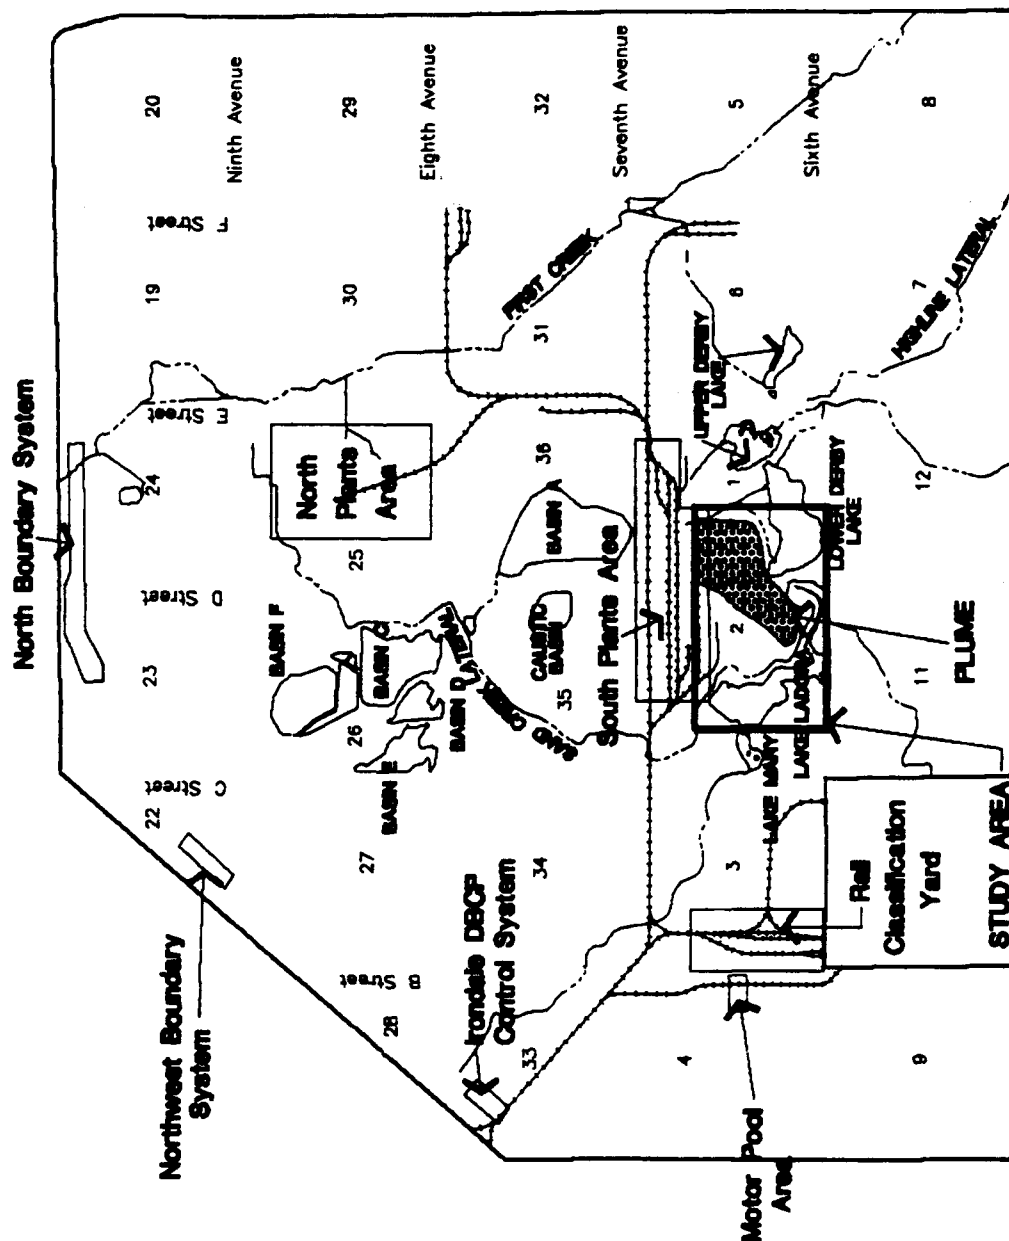 North Boundary System
Northwest Boundary
System
20
29
32
5
8
Ninth Avenue
Eighth Avenue
Seventh Avenue
Sixth Avenue
F Street
19
30
31
6
7
FIRST CREEK
HIGHLINE LATERAL
E Street
24
North
Plants
Area
25
36
BASIN A
UPPER DERBY
LAKE
1
12
LOWER DERBY
LAKE
D Street
23
BASIN F
BASIN C
26
BASIN D
BASIN E
SAND CREEK
LATERAL
CAUSTIC
BASIN
35
South Plants Area
2
11
PLUME
LAKE LADORA
LAKE MARY
C Street
22
27
34
3
Rail
Classification
Yard
STUDY AREA
B Street
28
Irondale DBCP
Control System
33
4
9
Motor Pool
Area